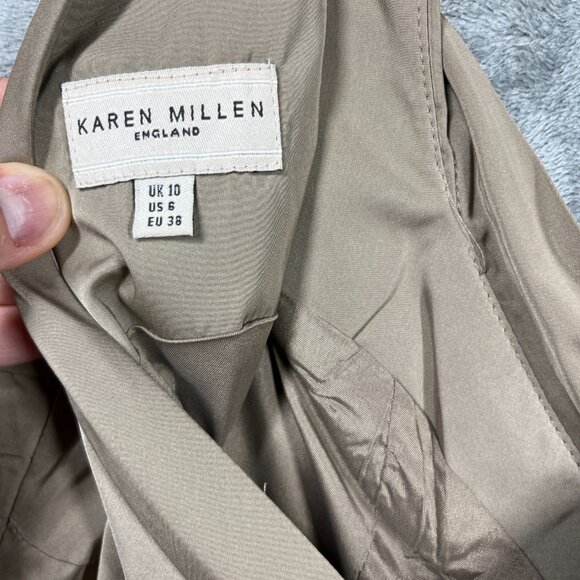 KAREN MILLEN
ENGLAND
UK 10
US 6
EU 38